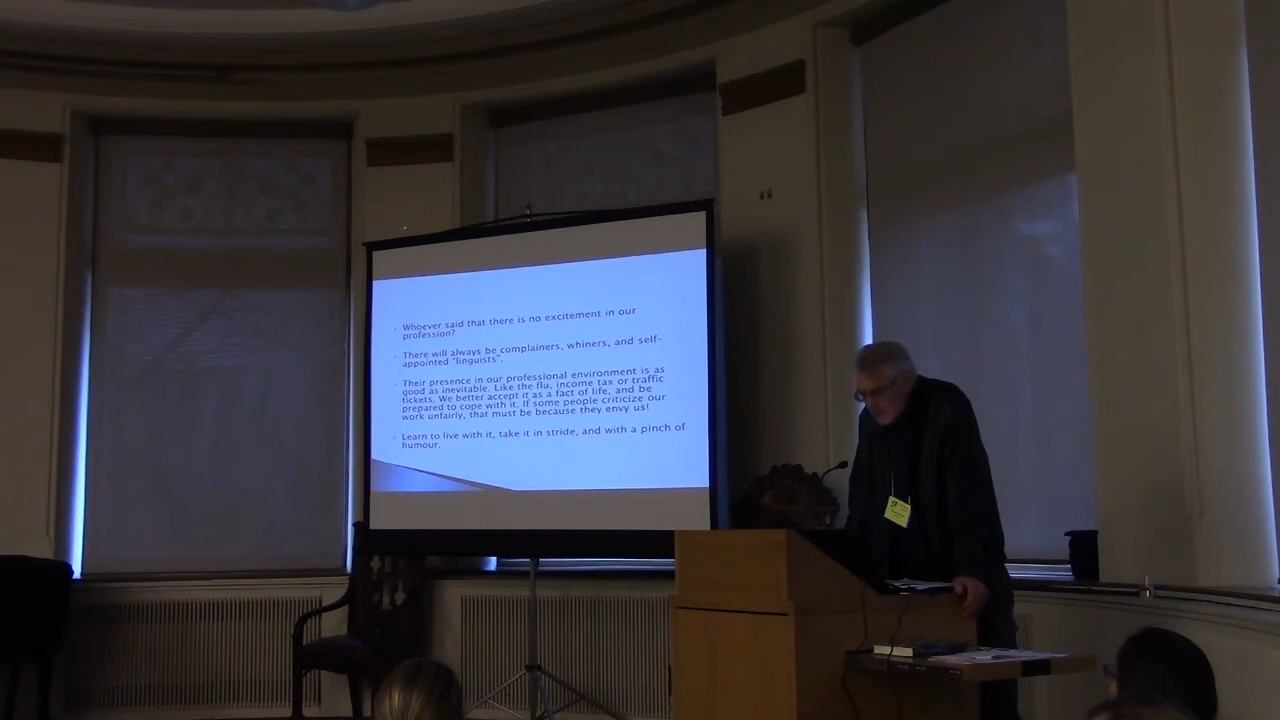 Whoever said that there is no excitement in our
profession?
There will always be complainers, whiners, and self-
appointed "linguists".
Their presence in our professional environment is as
good as inevitable. Like the flu, income tax or traffic
tickets. We better accept it as a fact of life, and be
prepared to cope with it. If some people criticize our
work unfairly, that must be because they envy us!
Learn to live with it, take it in stride, and with a pinch of
humour.